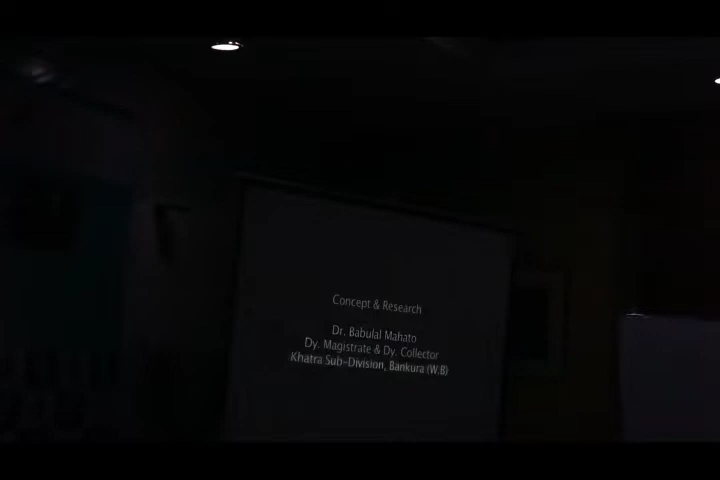 Concept & Research
Dr. Babulal Mahato
Dy. Magistrate & Dy. Collector
Khatra Sub-Division, Bankura (W.B)